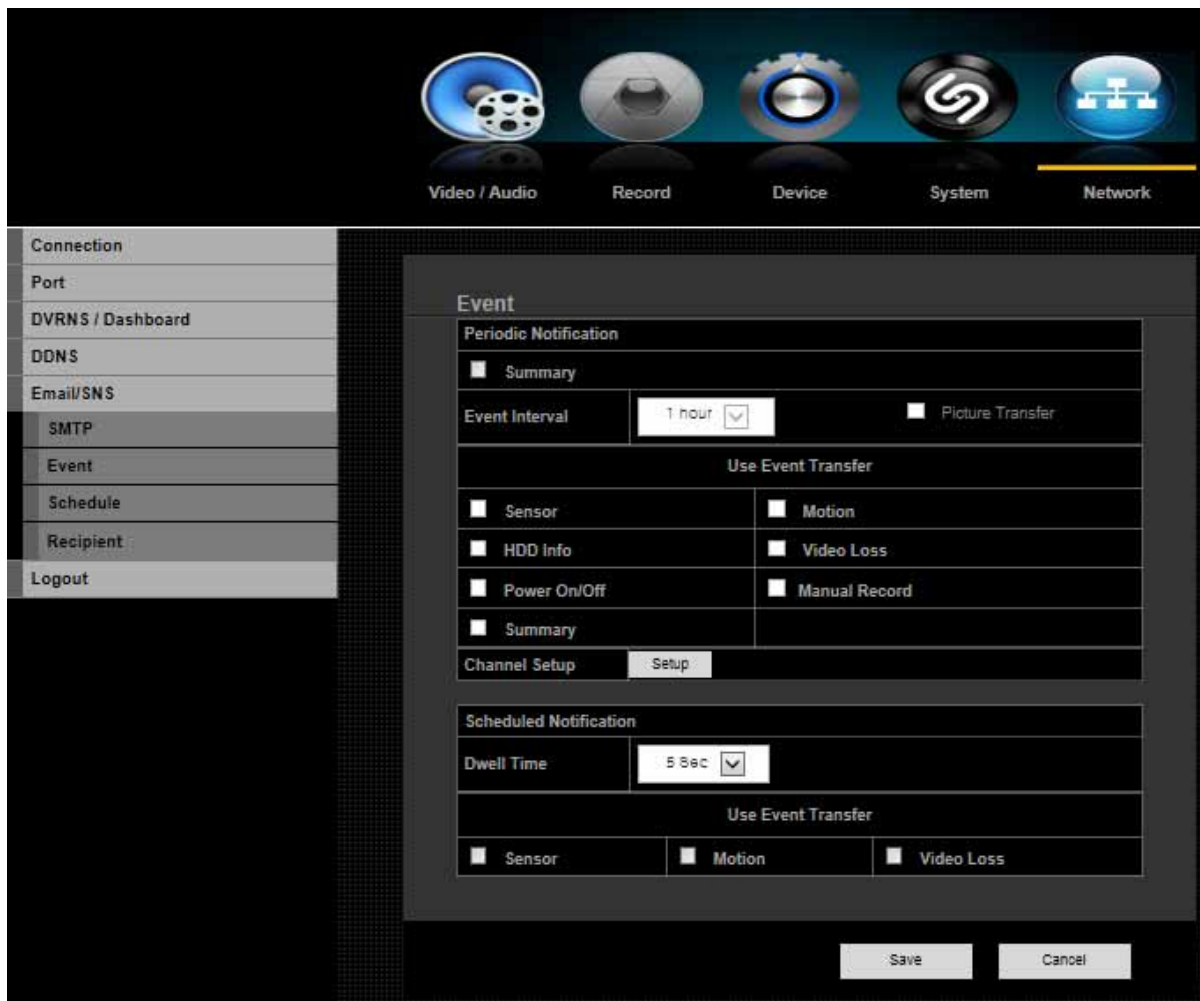 Video / Audio
Record
Device
System
Network
Connection
Port
DVRNS / Dashboard
DDNS
Email/SNS
SMTP
Event
Schedule
Recipient
Logout
Event
Periodic Notification
Summary
Event Interval
1 hour
Picture Transfer
Use Event Transfer
Sensor
Motion
HDD Info
Video Loss
Power On/Off
Manual Record
Summary
Channel Setup
Setup
Scheduled Notification
Dwell Time
5 Sec
Use Event Transfer
Sensor
Motion
Video Loss
Save
Cancel